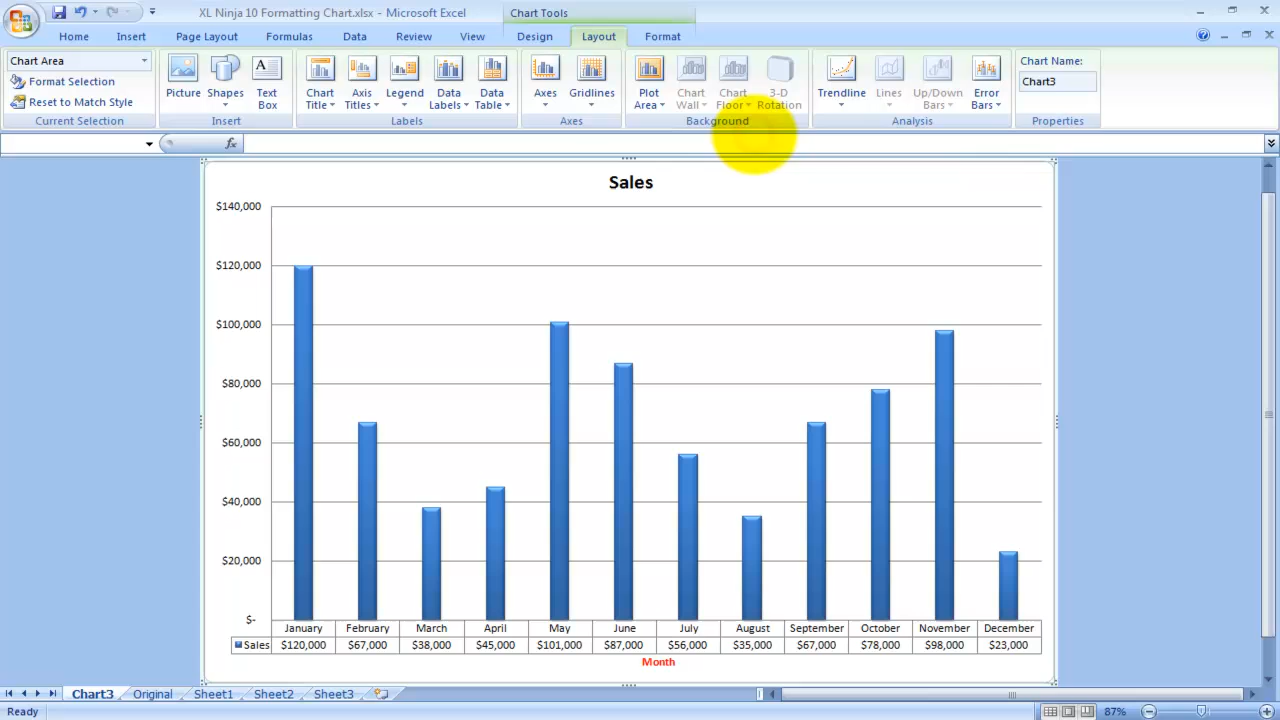 XL Ninja 10 Formatting Chart.xlsx - Microsoft Excel
Chart Tools
Home Insert Page Layout Formulas Data Review View Design Layout Format
Chart Area
Format Selection
Reset to Match Style
Current Selection
Picture
Shapes
Text
Box
Insert
Chart
Title
Axis
Titles
Legend
Data
Labels
Data
Table
Labels
Axes
Gridlines
Axes
Plot
Area
Chart
Wall
Chart
Floor
3-D
Rotation
Background
Trendline
Lines
Up/Down
Bars
Error
Bars
Analysis
Chart Name:
Chart3
Properties
fx
Sales
$140,000
$120,000
$100,000
$80,000
$60,000
$40,000
$20,000
$-
January February March April May June July August September October November December
Sales $120,000 $67,000 $38,000 $45,000 $101,000 $87,000 $56,000 $35,000 $67,000 $78,000 $98,000 $23,000
Month
Chart3 Original Sheet1 Sheet2 Sheet3
Ready
87%